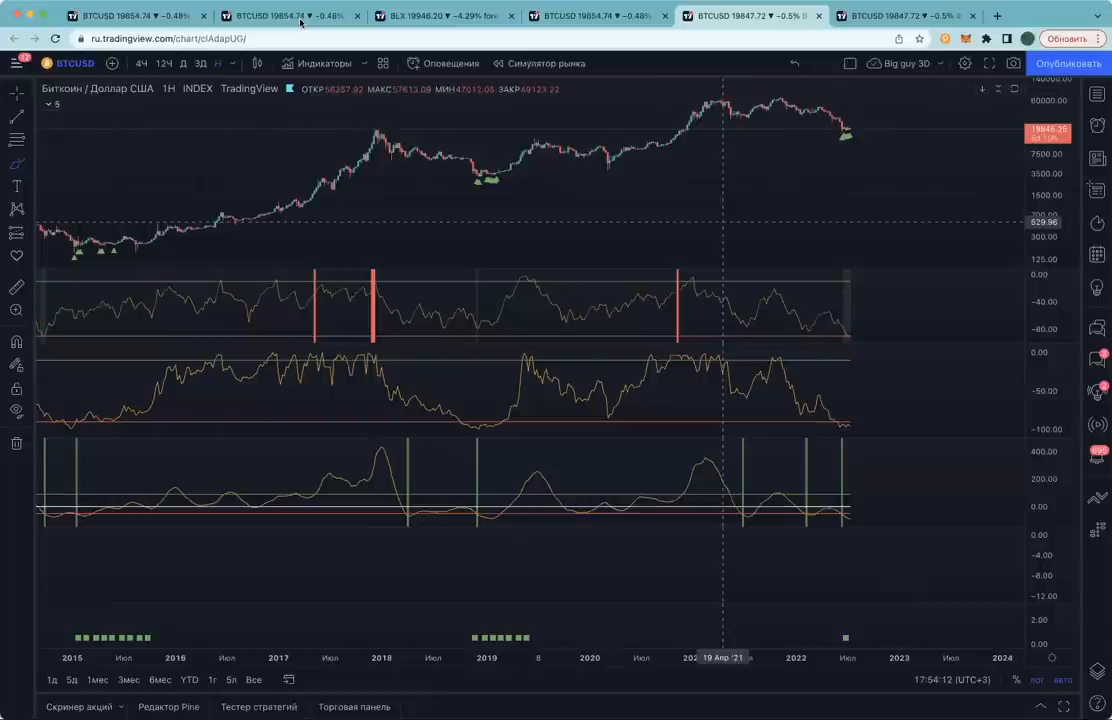 BTCUSD 19854.74 ▼ −0.48%
BTCUSD 19854.74 ▼ −0.48%
BLX 19946.20 ▼ −4.29%
BTCUSD 19854.74 ▼ −0.48%
BTCUSD 19847.72 ▼ −0.5%
BTCUSD 19847.72 ▼ −0.5%
ru.tradingview.com/chart/clAdapUG/
Обновить
BTCUSD 4Ч 12Ч Д 3Д Н Индикаторы Оповещения Симулятор рынка Big guy 3D Опубликовать
Биткоин / Доллар США 1Н INDEX TradingView ОТКР56257.92 МАКС57613.09 МИН47012.05 ЗАКР49123.22
5
140000.00
60000.00
19846.25
7500.00
3500.00
1500.00
529.96
300.00
125.00
0.00
−40.00
−80.00
0.00
−50.00
−100.00
400.00
200.00
0.00
0.00
−4.00
−8.00
−12.00
2.00
0.00
2015 Июл 2016 Июл 2017 Июл 2018 Июл 2019 8 2020 Июл 19 Апр '21 2022 Июл 2023 Июл 2024
1д 5д 1мес 3мес 6мес YTD 1г 5л Все 17:54:12 (UTC+3) % лог авто
Скринер акций Редактор Pine Тестер стратегий Торговая панель